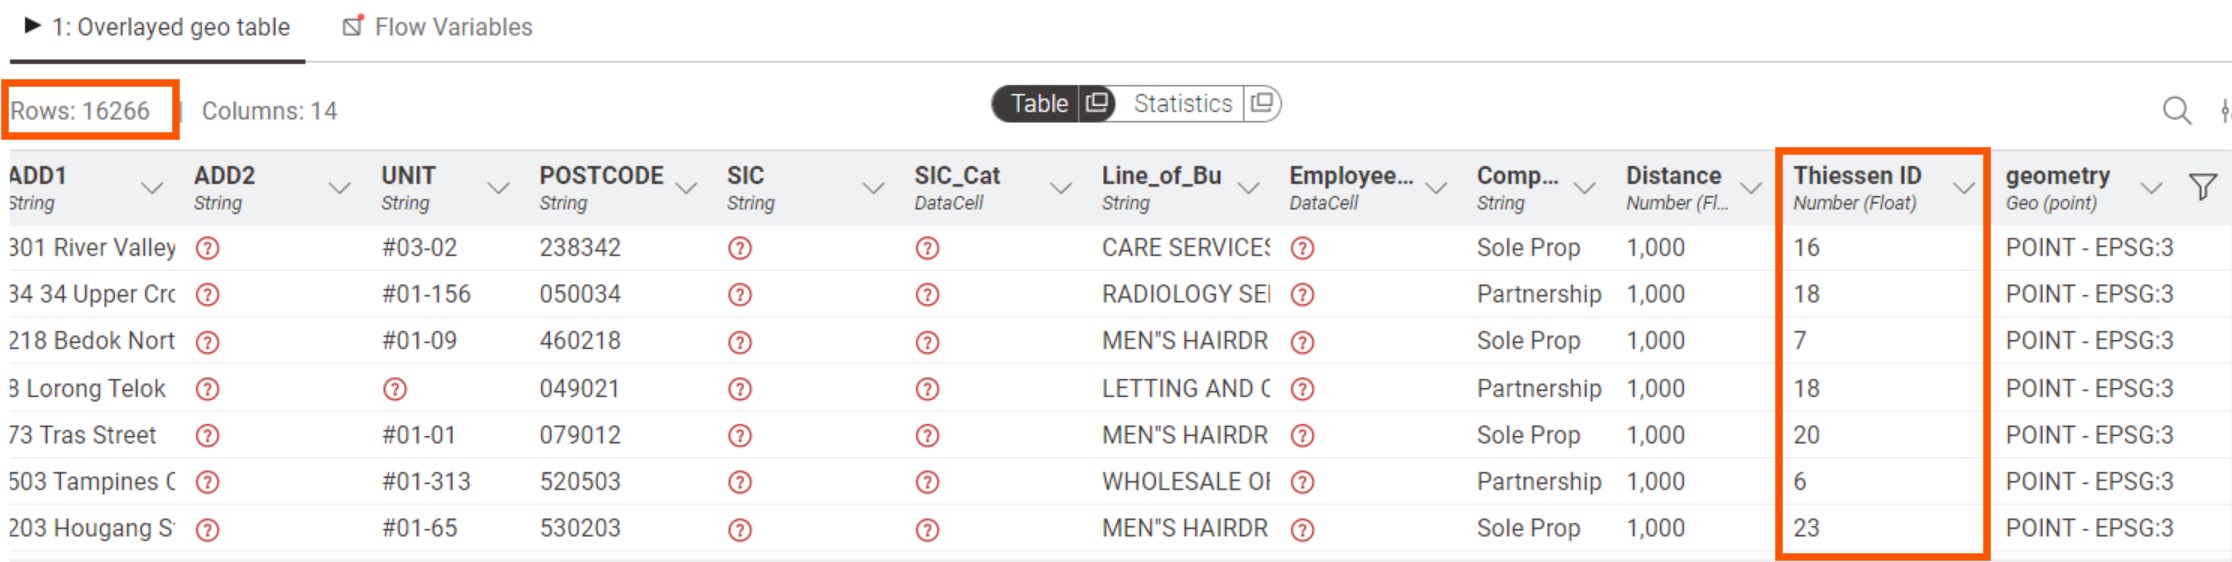 1: Overlayed geo table Flow Variables
Rows: 16266 Columns: 14 Table Statistics
ADD1 ADD2 UNIT POSTCODE SIC SIC_Cat Line_of_Bu Employee... Comp... Distance Thiessen ID geometry
String String String String String DataCell String DataCell String Number (Fl... Number (Float) Geo (point)
301 River Valley ? #03-02 238342 ? ? CARE SERVICES ? Sole Prop 1,000 16 POINT - EPSG:3
34 34 Upper Crc ? #01-156 050034 ? ? RADIOLOGY SE ? Partnership 1,000 18 POINT - EPSG:3
218 Bedok Nort ? #01-09 460218 ? ? MEN"S HAIRDR ? Sole Prop 1,000 7 POINT - EPSG:3
8 Lorong Telok ? ? 049021 ? ? LETTING AND ? Partnership 1,000 18 POINT - EPSG:3
73 Tras Street ? #01-01 079012 ? ? MEN"S HAIRDR ? Sole Prop 1,000 20 POINT - EPSG:3
503 Tampines ? #01-313 520503 ? ? WHOLESALE OF ? Partnership 1,000 6 POINT - EPSG:3
203 Hougang S ? #01-65 530203 ? ? MEN"S HAIRDR ? Sole Prop 1,000 23 POINT - EPSG:3